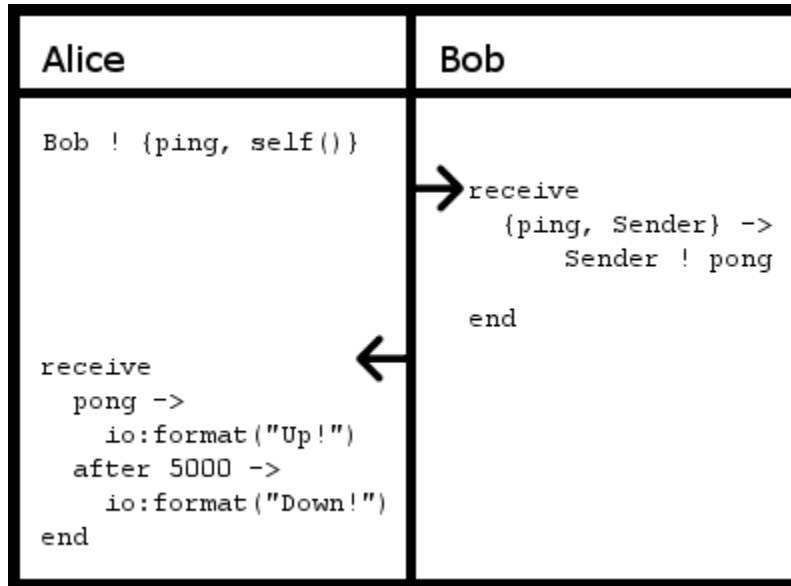 Alice
Bob ! {ping, self()}
receive
pong ->
io:format("Up!")
after 5000 ->
io:format("Down!")
end
Bob
receive
{ping, Sender} ->
Sender ! pong
end